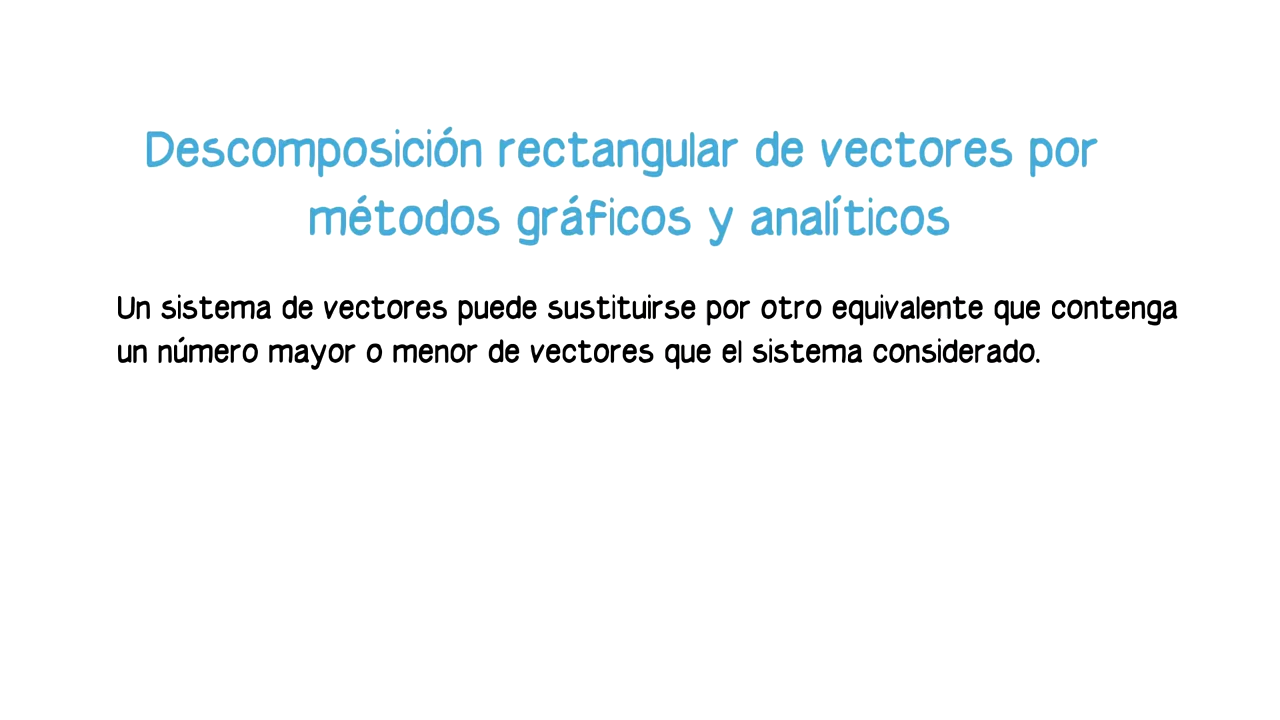 Descomposición rectangular de vectores por
métodos gráficos y analíticos
Un sistema de vectores puede sustituirse por otro equivalente que contenga
un número mayor o menor de vectores que el sistema considerado.